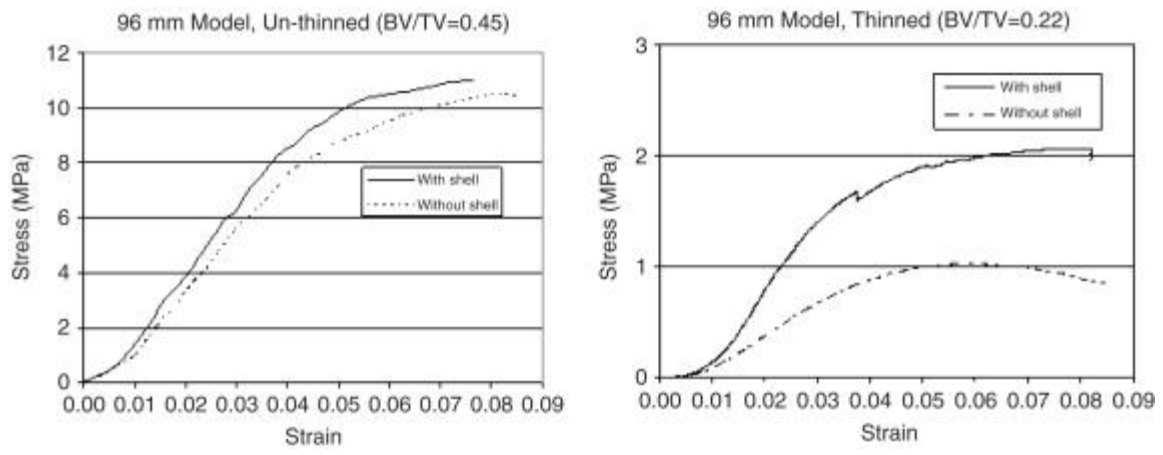 96 mm Model, Un-thinned (BV/TV=0.45)
12
10
8
6
4
2
0
Stress (MPa)
With shell
Without shell
0.00 0.01 0.02 0.03 0.04 0.05 0.06 0.07 0.08 0.09
Strain
96 mm Model, Thinned (BV/TV=0.22)
3
2
1
0
Stress (MPa)
With shell
Without shell
0.00 0.01 0.02 0.03 0.04 0.05 0.06 0.07 0.08 0.09
Strain